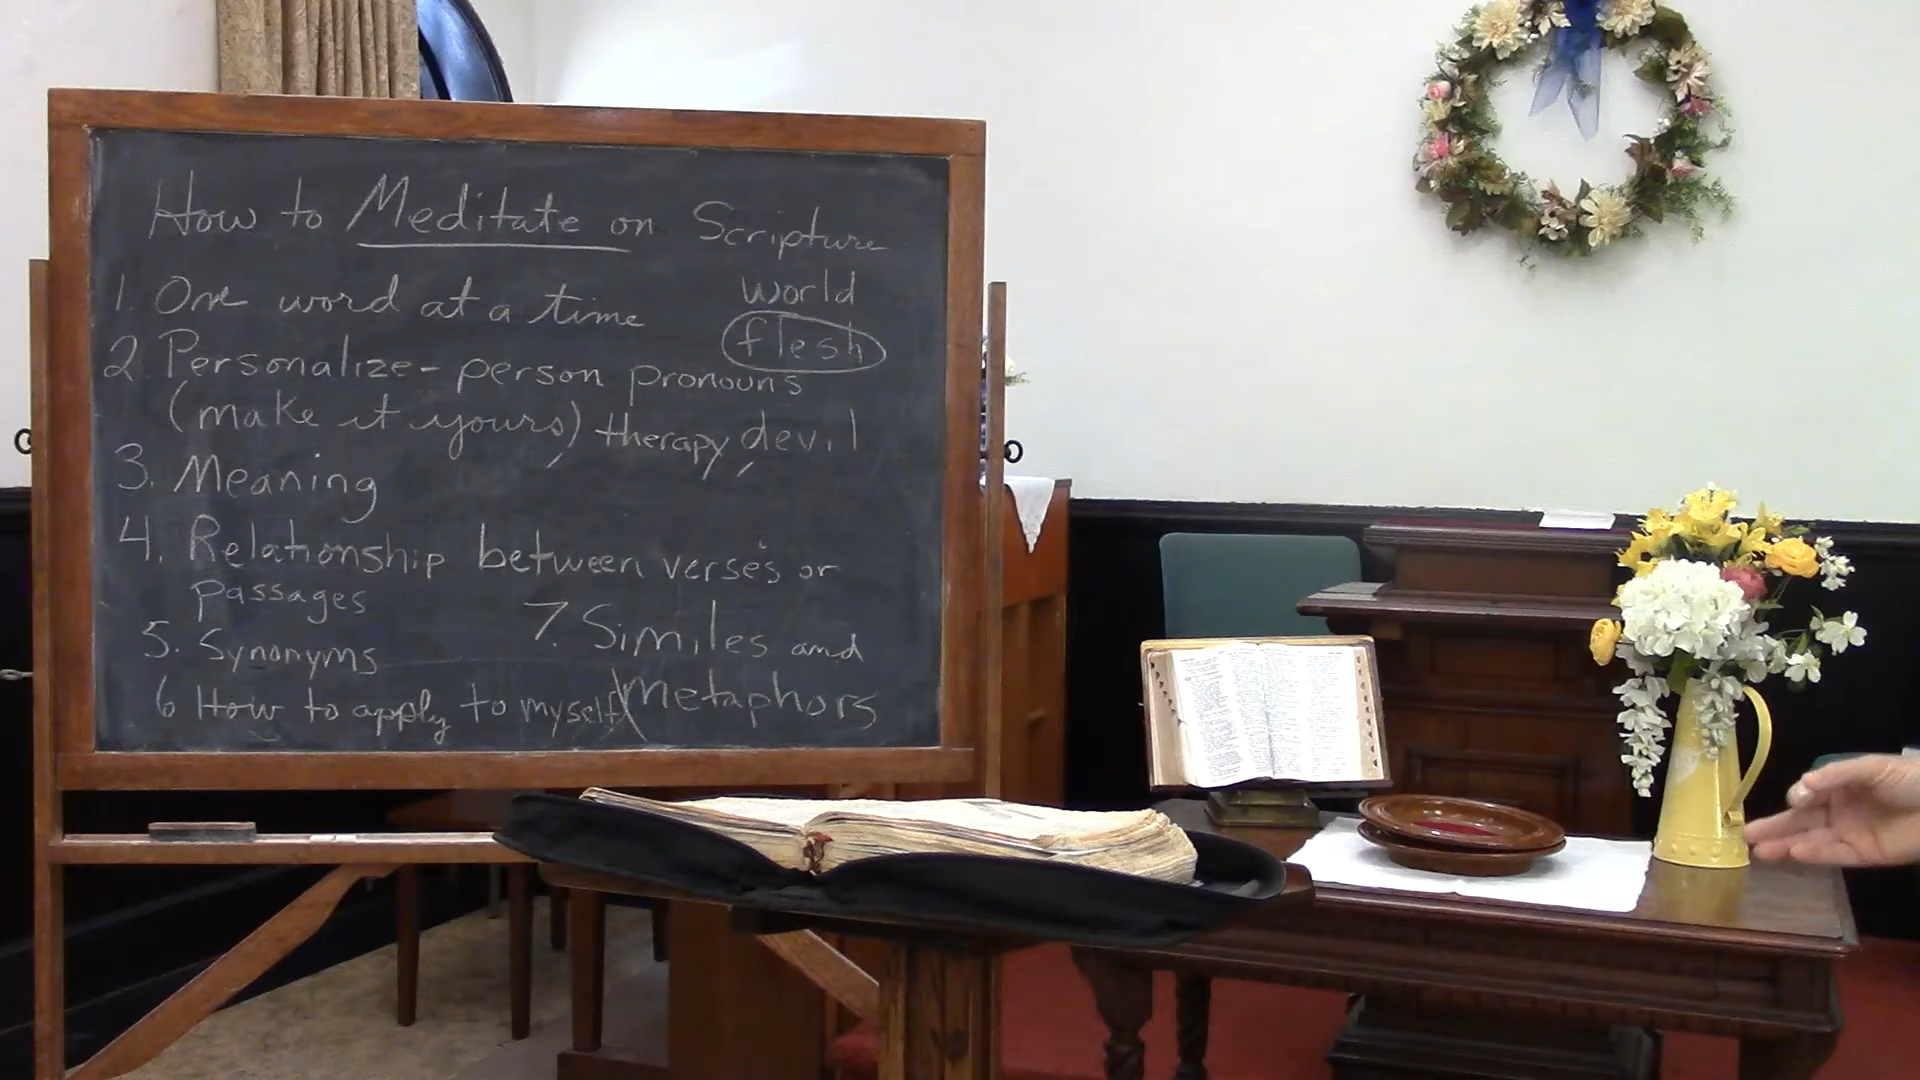 How to Meditate on Scripture
1. One word at a time
world
flesh
2 Personalize - person pronouns
(make it yours) therapy, devil
3. Meaning
4. Relationship between verses or
passages
5. Synonyms
7. Similes and
Metaphors
6 How to apply to myself